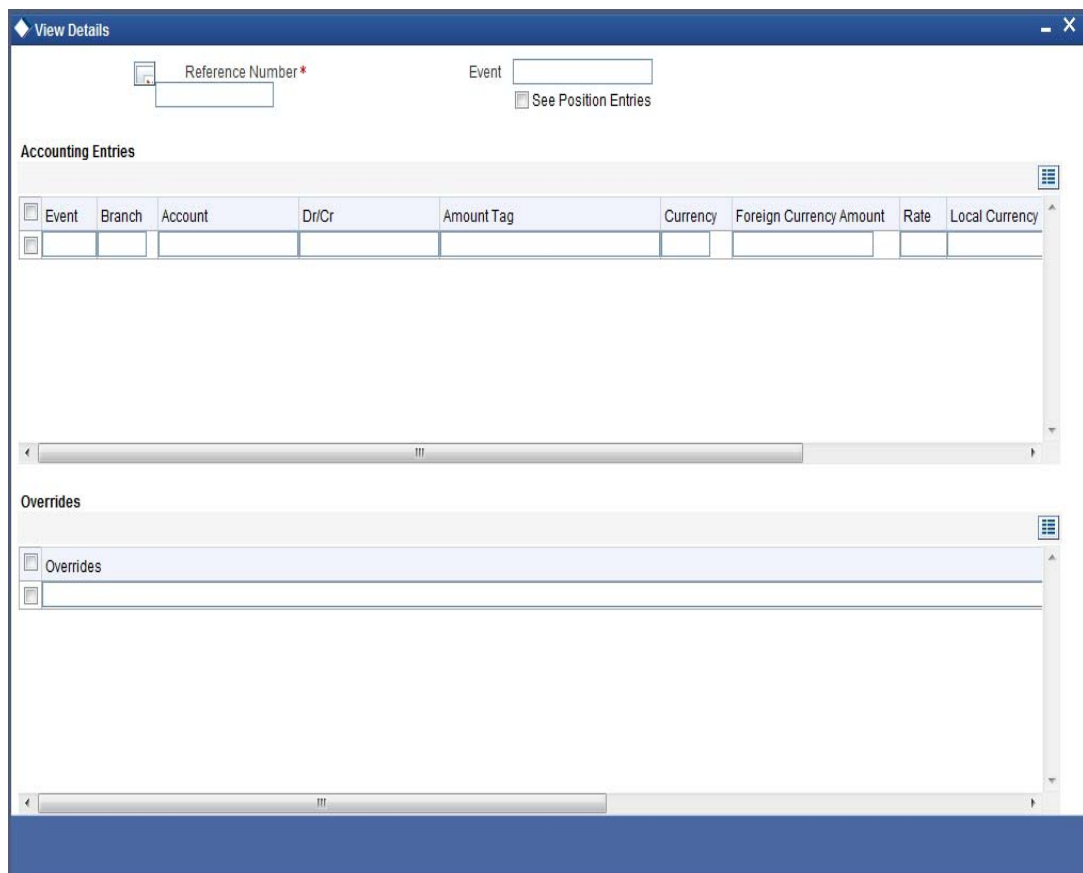 View Details
Reference Number * Event
See Position Entries
Accounting Entries
Event Branch Account Dr/Cr Amount Tag Currency Foreign Currency Amount Rate Local Currency
Overrides
Overrides